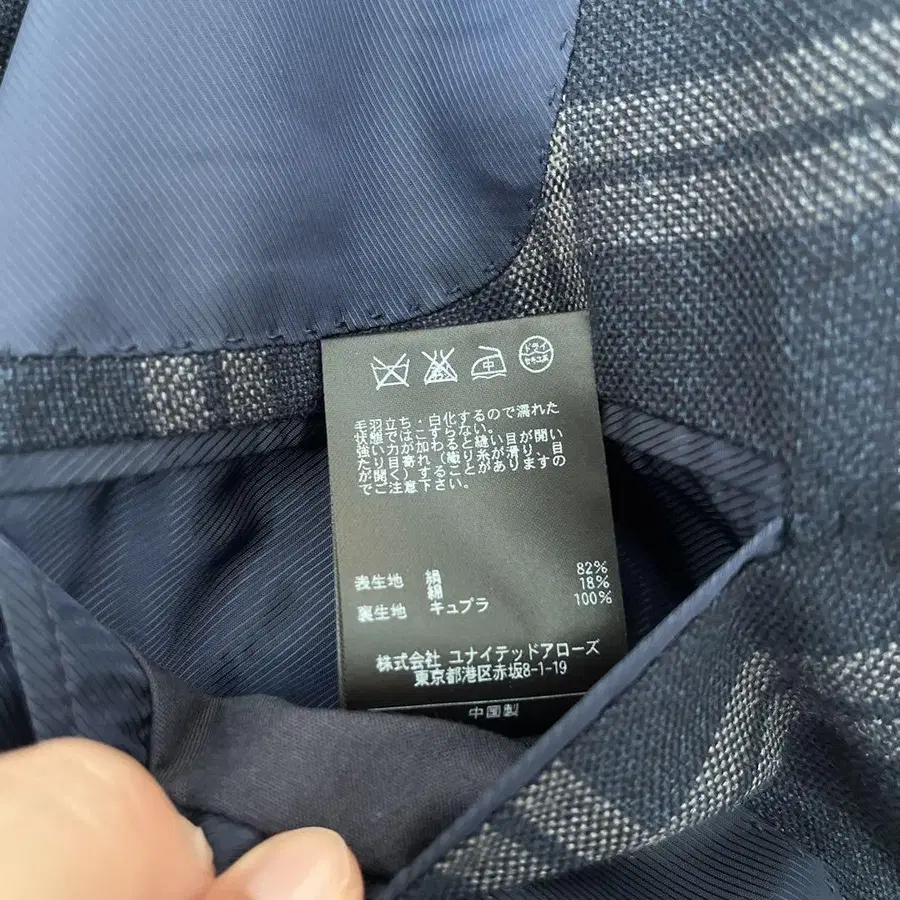 中
ドライ
セキユ系
毛羽立ち・白化するので濡れた
状態ではこすらない。
強い力が加わると縫い目が開い
たり目寄れ（織り糸が滑り、目
が開く）することがありますの
でご注意下さい。
表生地 絹 82%
綿 18%
裏生地 キュプラ 100%
株式会社 ユナイテッドアローズ
東京都港区赤坂8-1-19
中国製